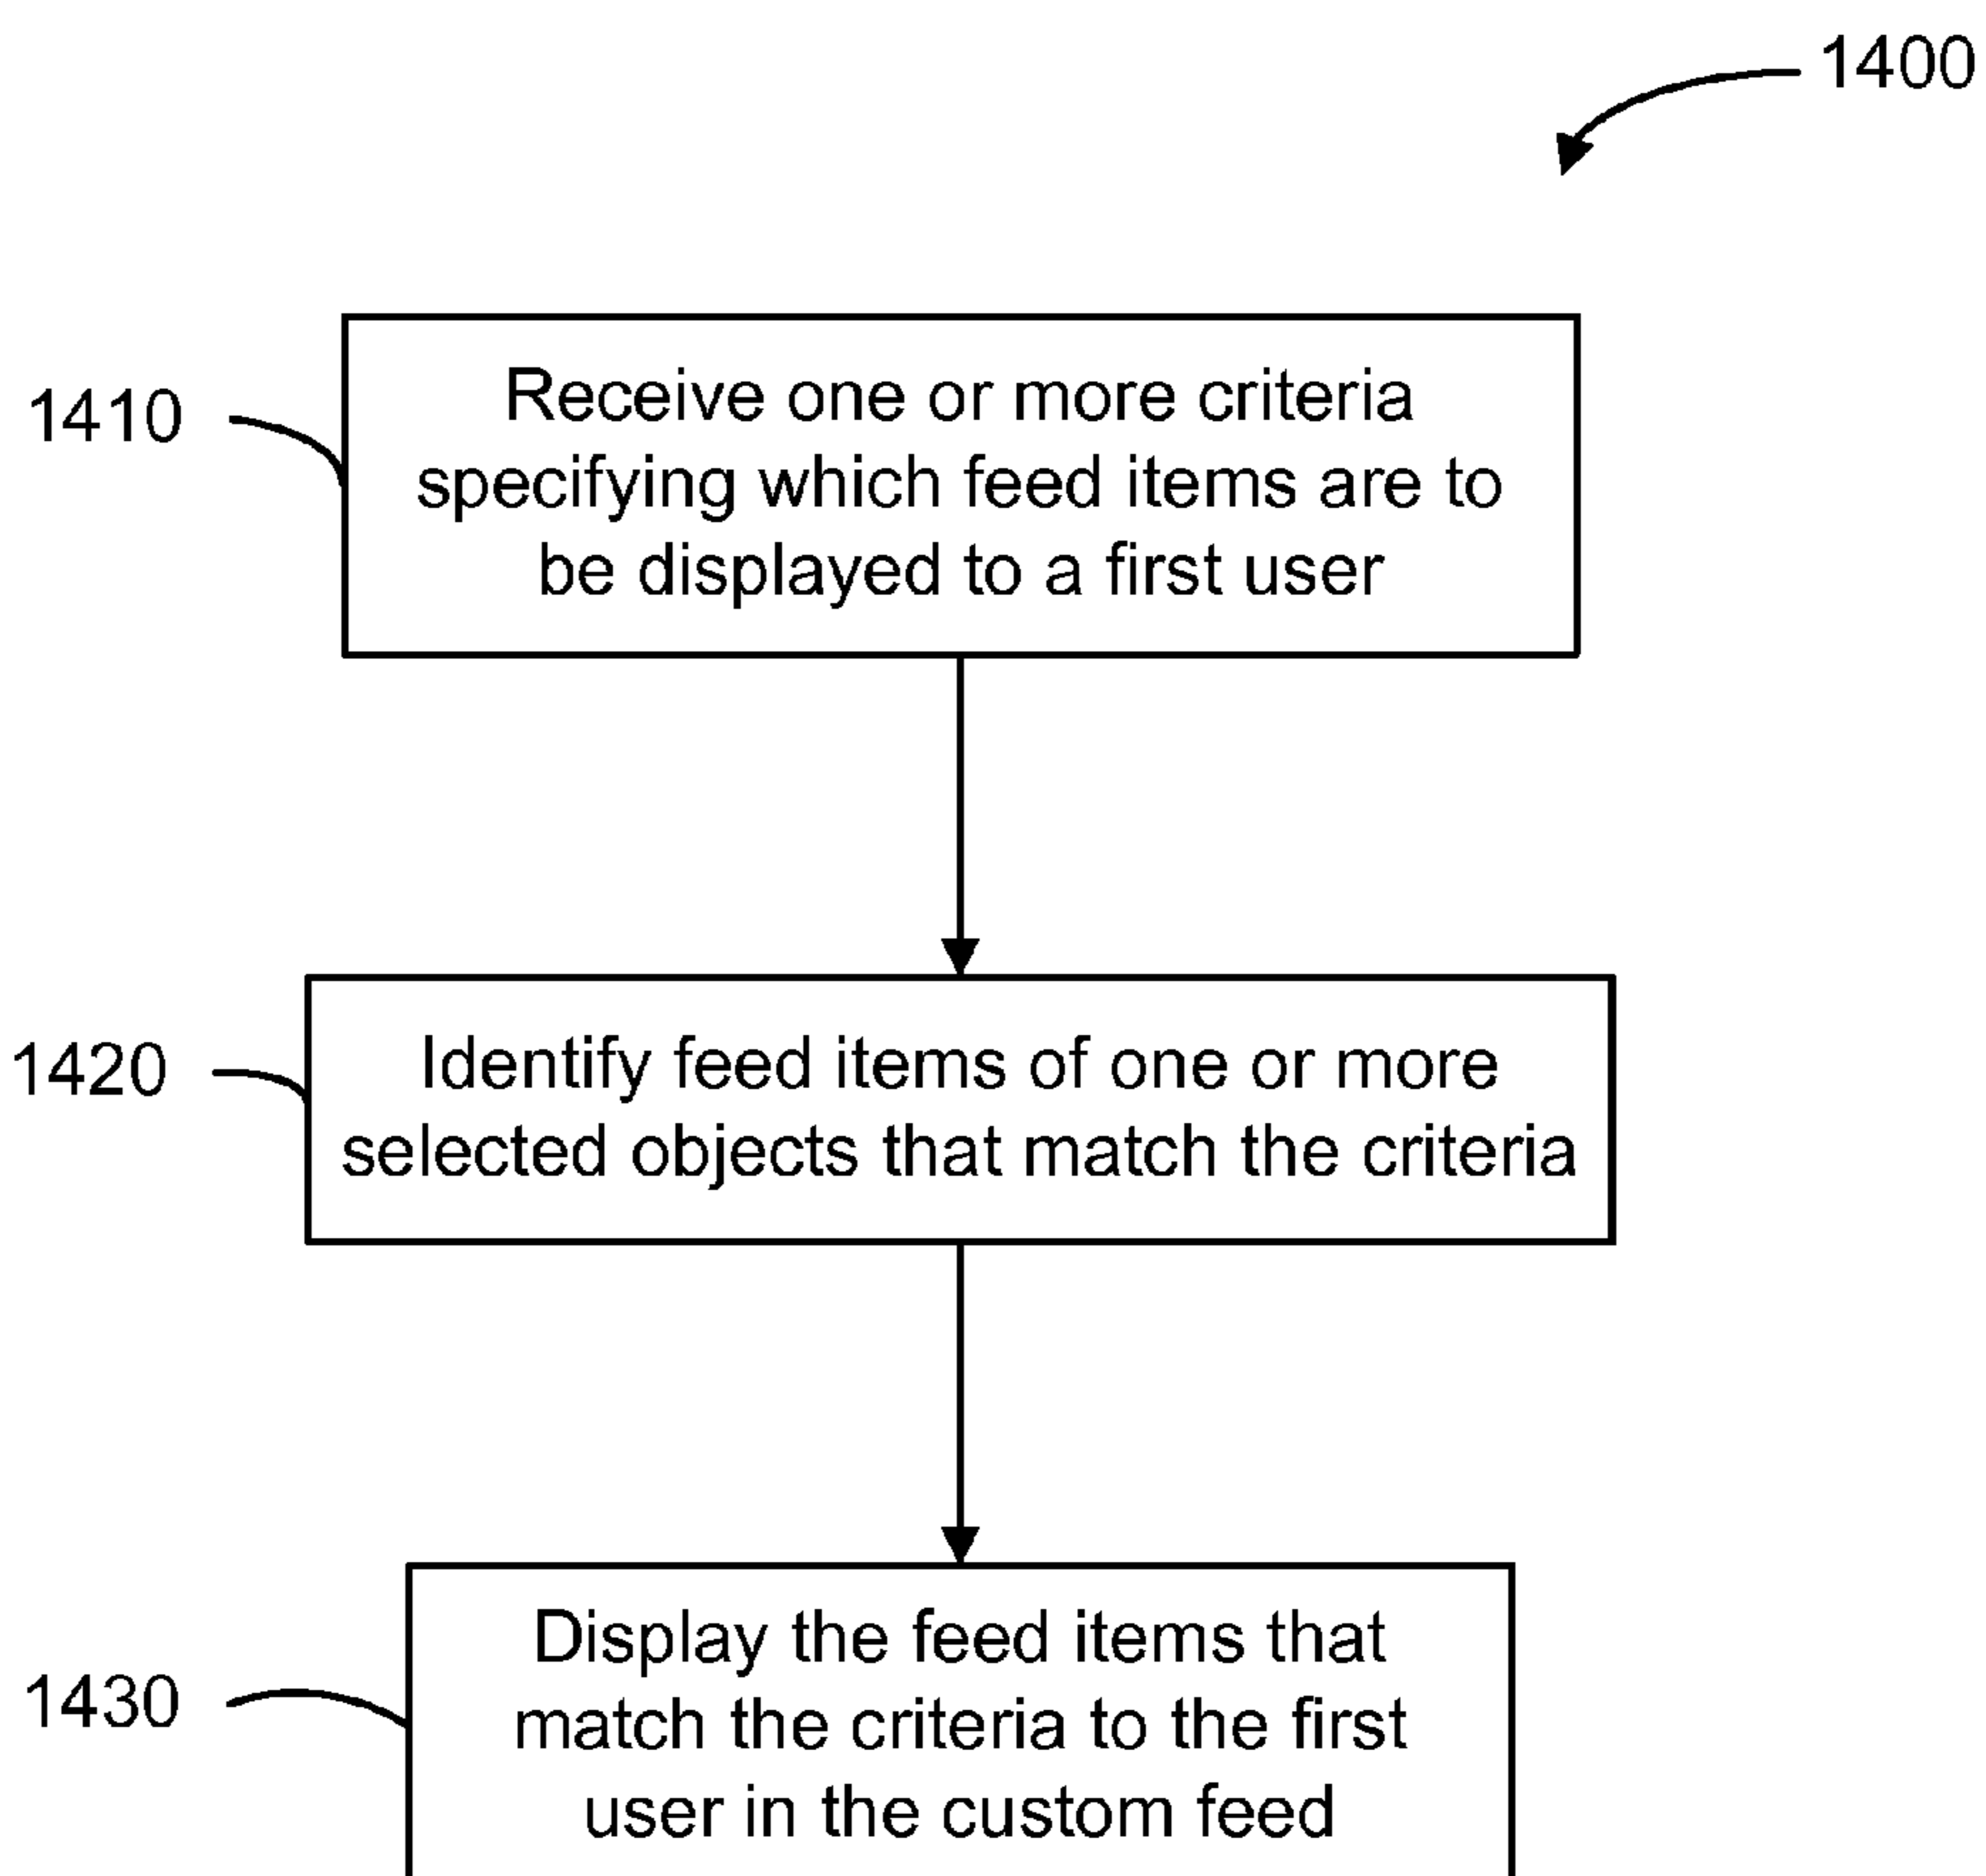 1400
1410
Receive one or more criteria
specifying which feed items are to
be displayed to a first user
1420
Identify feed items of one or more
selected objects that match the criteria
1430
Display the feed items that
match the criteria to the first
user in the custom feed